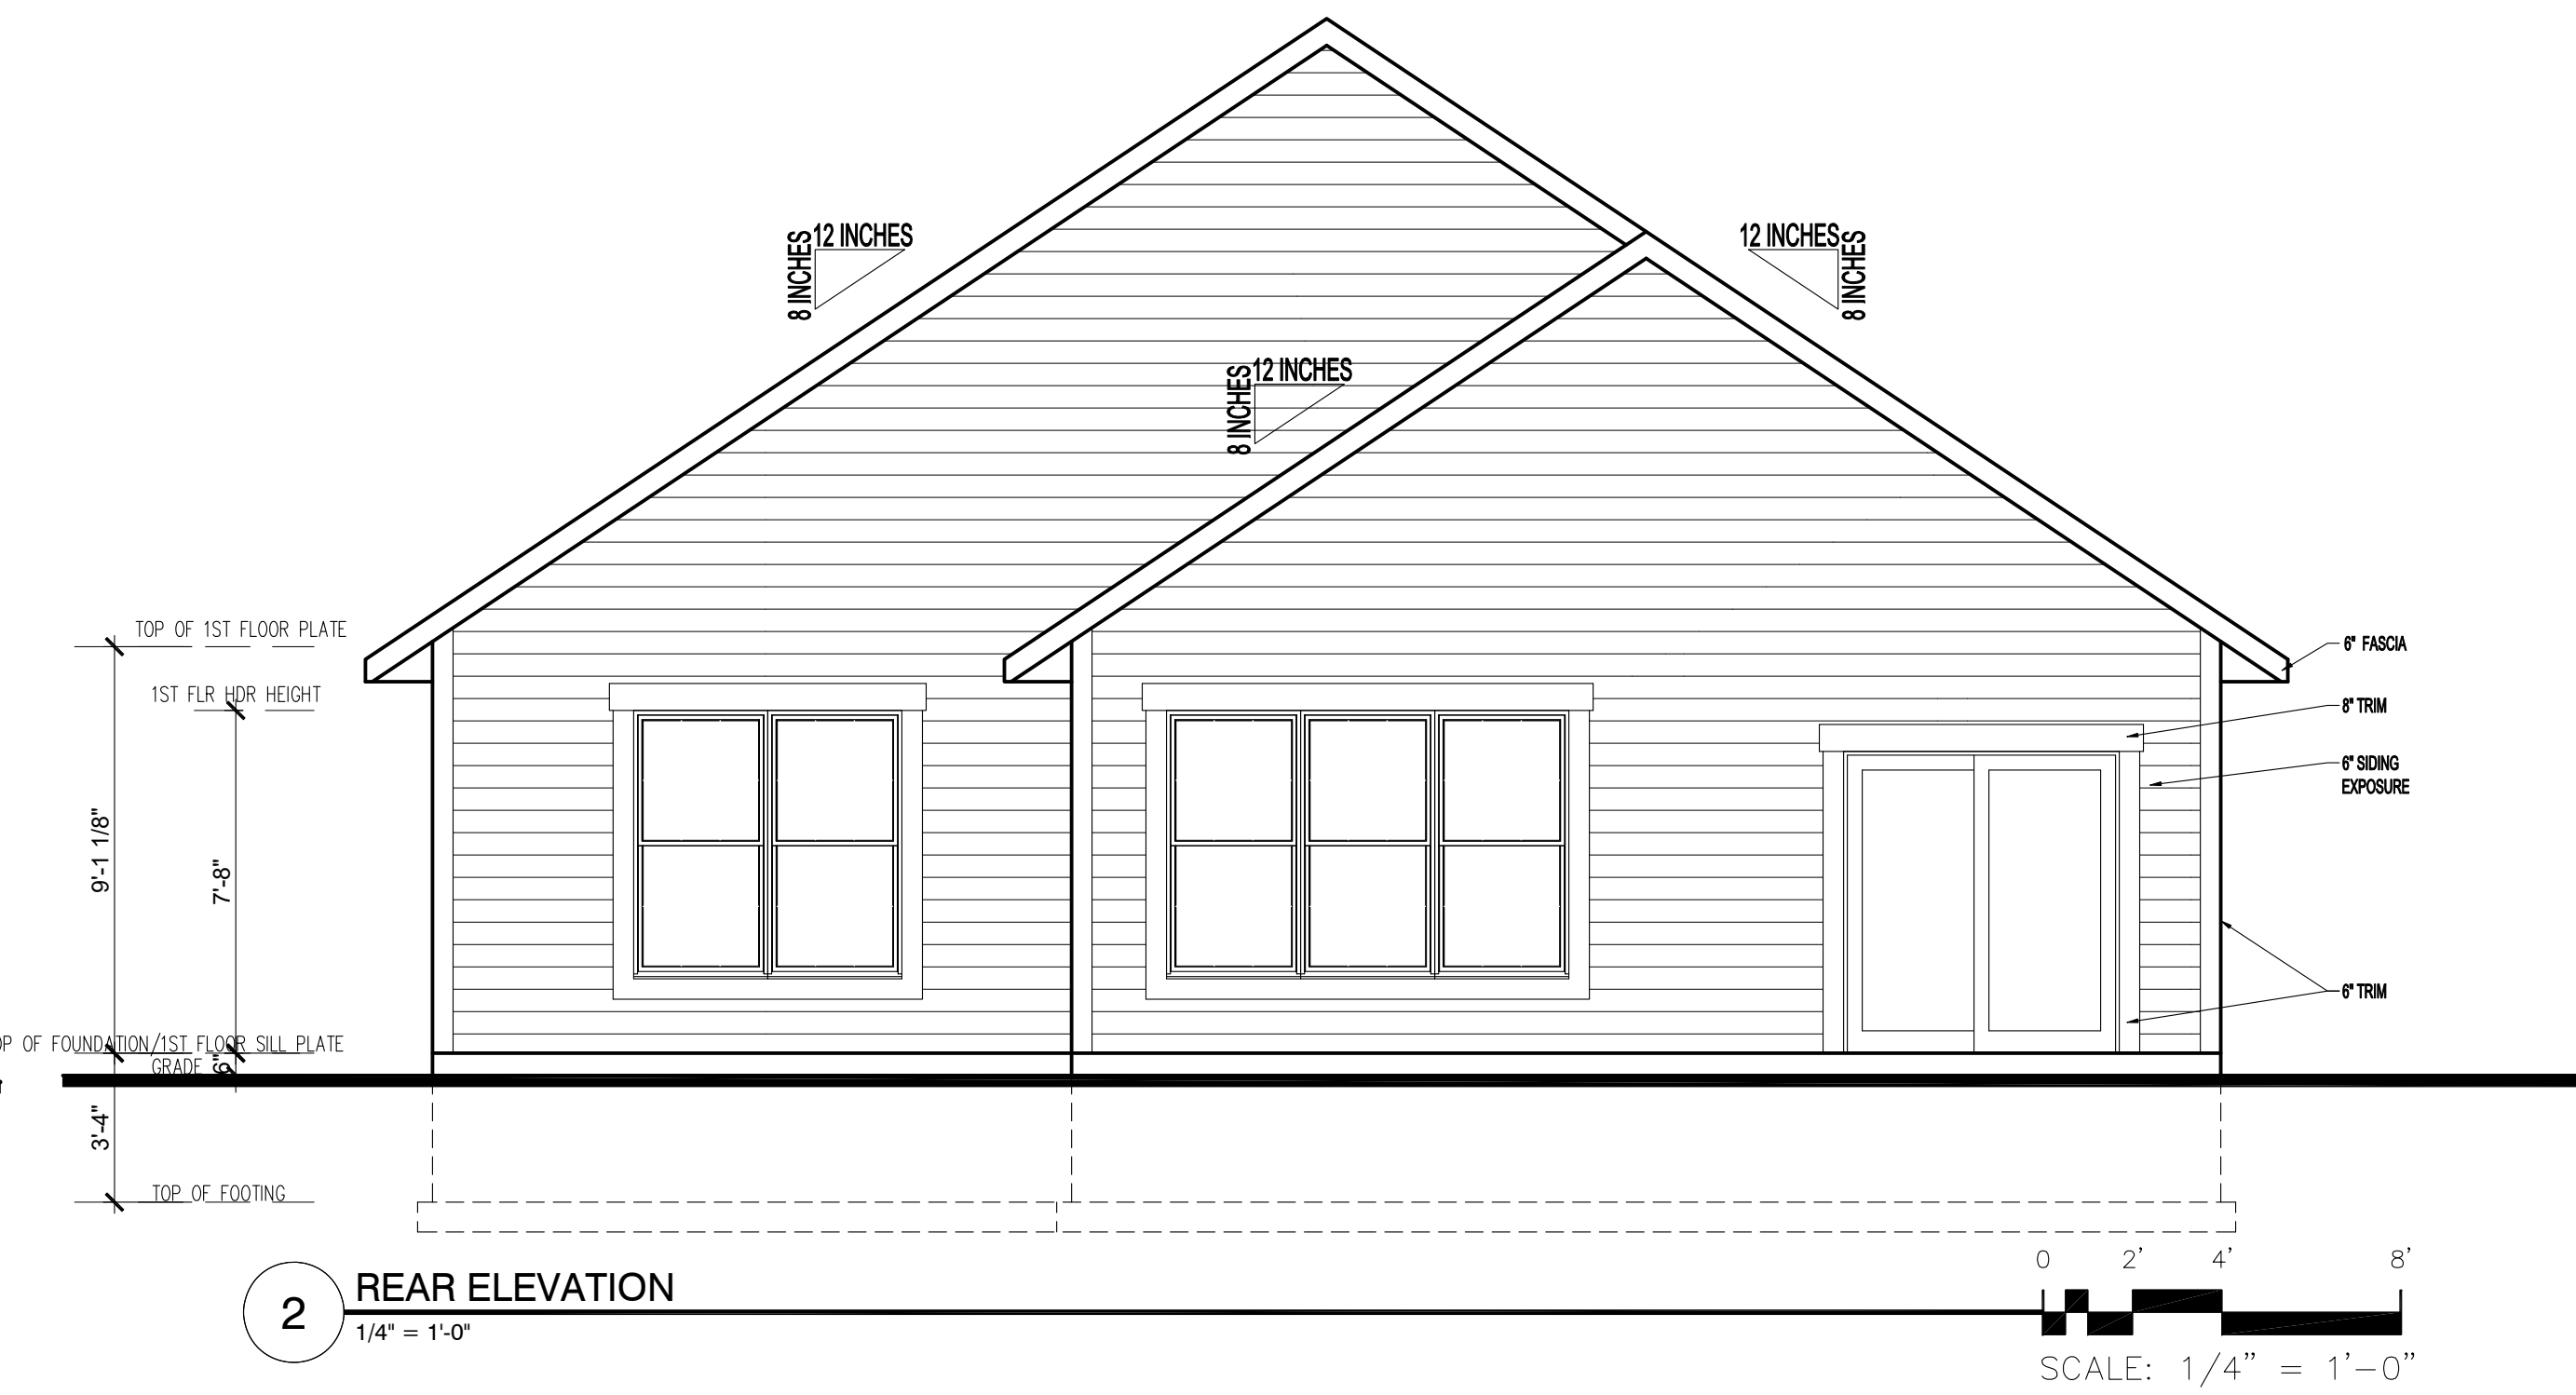 12 INCHES
8 INCHES
12 INCHES
8 INCHES
12 INCHES
8 INCHES
TOP OF 1ST FLOOR PLATE
1ST FLR HDR HEIGHT
6" FASCIA
8" TRIM
6" SIDING
EXPOSURE
9'-1 1/8"
7'-8"
6" TRIM
OP OF FOUNDATION/1ST FLOOR SILL PLATE
GRADE
6"
3'-4"
TOP OF FOOTING
0 2' 4' 8'
2
REAR ELEVATION
1/4" = 1'-0"
SCALE: 1/4" = 1'-0"